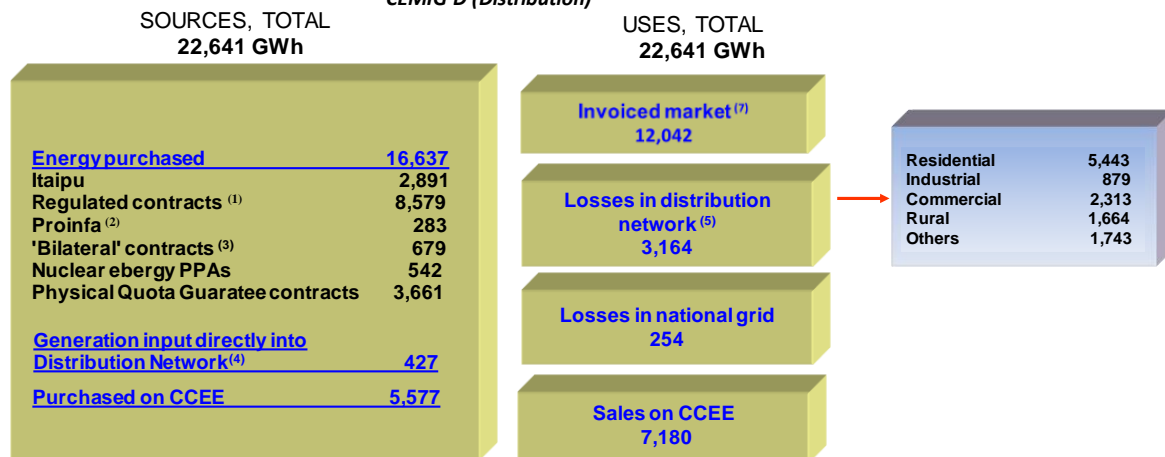 CEMIG D (Distribution)
SOURCES, TOTAL
22,641 GWh
USES, TOTAL
22,641 GWh
Energy purchased 16,637
Itaipu 2,891
Regulated contracts (1) 8,579
Proinfa (2) 283
'Bilateral' contracts (3) 679
Nuclear ebergy PPAs 542
Physical Quota Guaratee contracts 3,661
Generation input directly into
Distribution Network(4) 427
Purchased on CCEE 5,577
Invoiced market (7)
12,042
Losses in distribution
network (5)
3,164
Losses in national grid
254
Sales on CCEE
7,180
Residential 5,443
Industrial 879
Commercial 2,313
Rural 1,664
Others 1,743